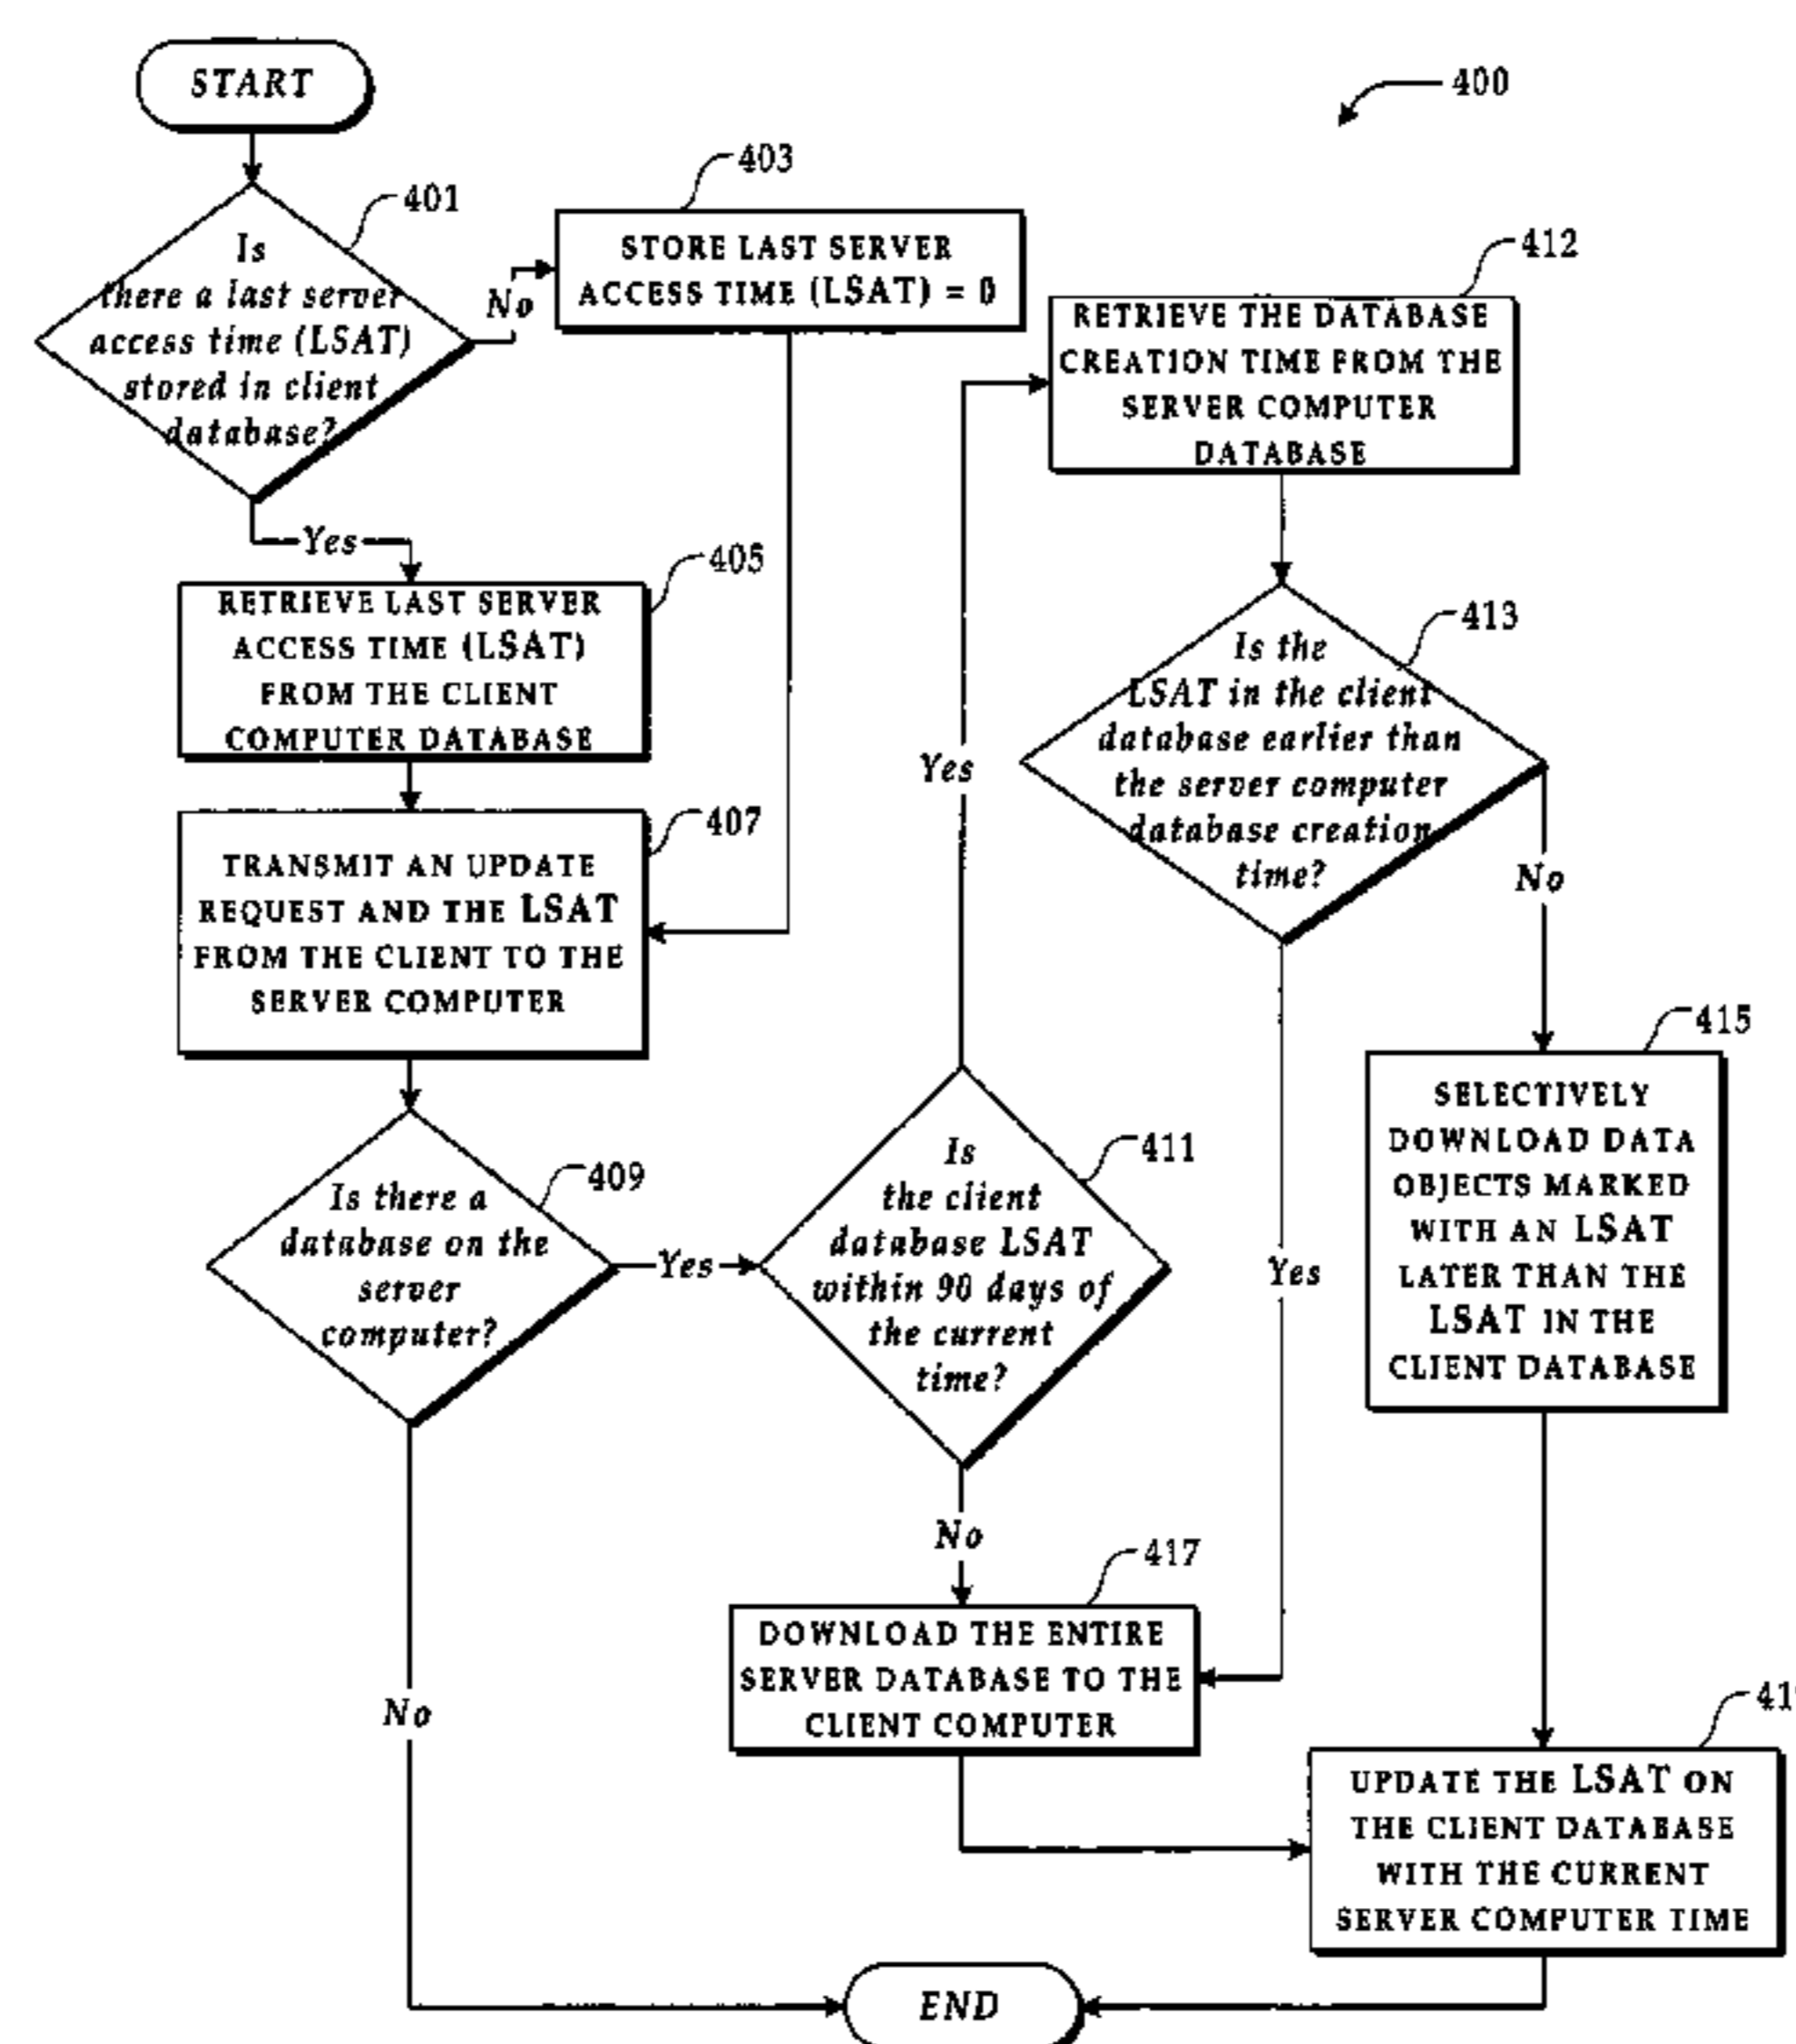 START
400
401
Is
there a last server
access time (LSAT)
stored in client
database?
No
403
STORE LAST SERVER
ACCESS TIME (LSAT) = 0
Yes
405
RETRIEVE LAST SERVER
ACCESS TIME (LSAT)
FROM THE CLIENT
COMPUTER DATABASE
407
TRANSMIT AN UPDATE
REQUEST AND THE LSAT
FROM THE CLIENT TO THE
SERVER COMPUTER
409
Is there a
database on the
server
computer?
Yes
No
411
Is
the client
database LSAT
within 90 days of
the current
time?
Yes
No
412
RETRIEVE THE DATABASE
CREATION TIME FROM THE
SERVER COMPUTER
DATABASE
413
Is the
LSAT in the client
database earlier than
the server computer
database creation
time?
No
Yes
415
SELECTIVELY
DOWNLOAD DATA
OBJECTS MARKED
WITH AN LSAT
LATER THAN THE
LSAT IN THE
CLIENT DATABASE
417
DOWNLOAD THE ENTIRE
SERVER DATABASE TO THE
CLIENT COMPUTER
UPDATE THE LSAT ON
THE CLIENT DATABASE
WITH THE CURRENT
SERVER COMPUTER TIME
END